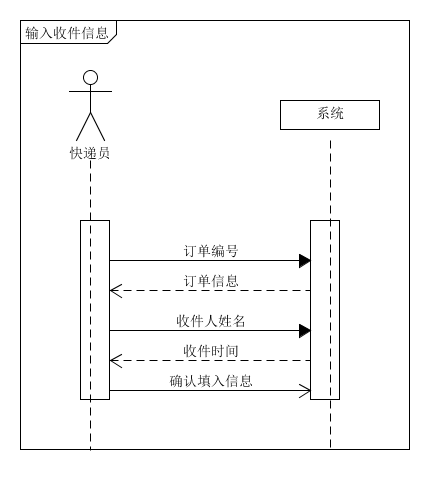 输入收件信息
快递员
系统
订单编号
订单信息
收件人姓名
收件时间
确认填入信息